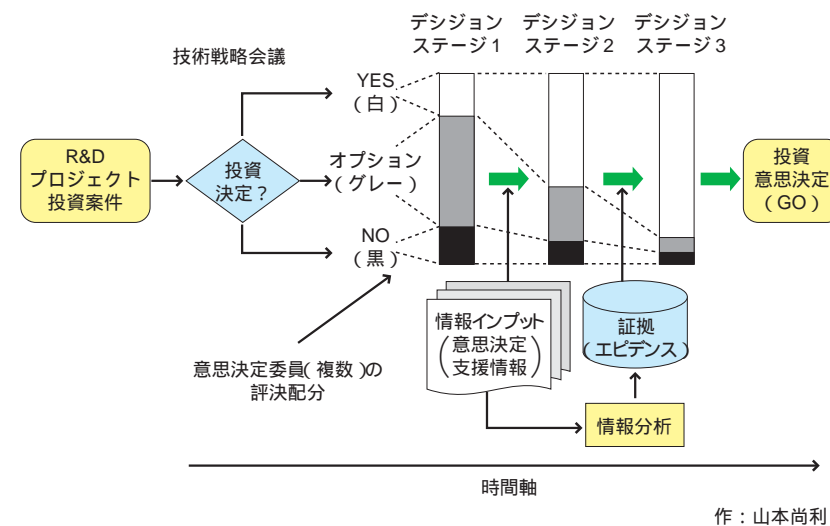 デシジョン
ステージ1
デシジョン
ステージ2
デシジョン
ステージ3
技術戦略会議
YES
(白)
R&D
プロジェクト
投資案件
投資
決定?
オプション
(グレー)
投資
意思決定
(GO)
NO
(黒)
情報インプット
(意思決定
支援情報)
証拠
(エピデンス)
意思決定委員(複数)の
評決配分
情報分析
時間軸
作:山本尚利